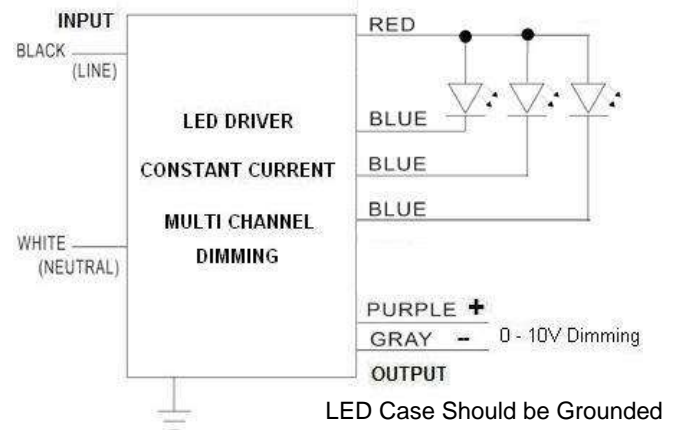 INPUT
BLACK
(LINE)
WHITE
(NEUTRAL)
LED DRIVER
CONSTANT CURRENT
MULTI CHANNEL
DIMMING
RED
BLUE
BLUE
BLUE
PURPLE +
GRAY - 0 - 10V Dimming
OUTPUT
LED Case Should be Grounded